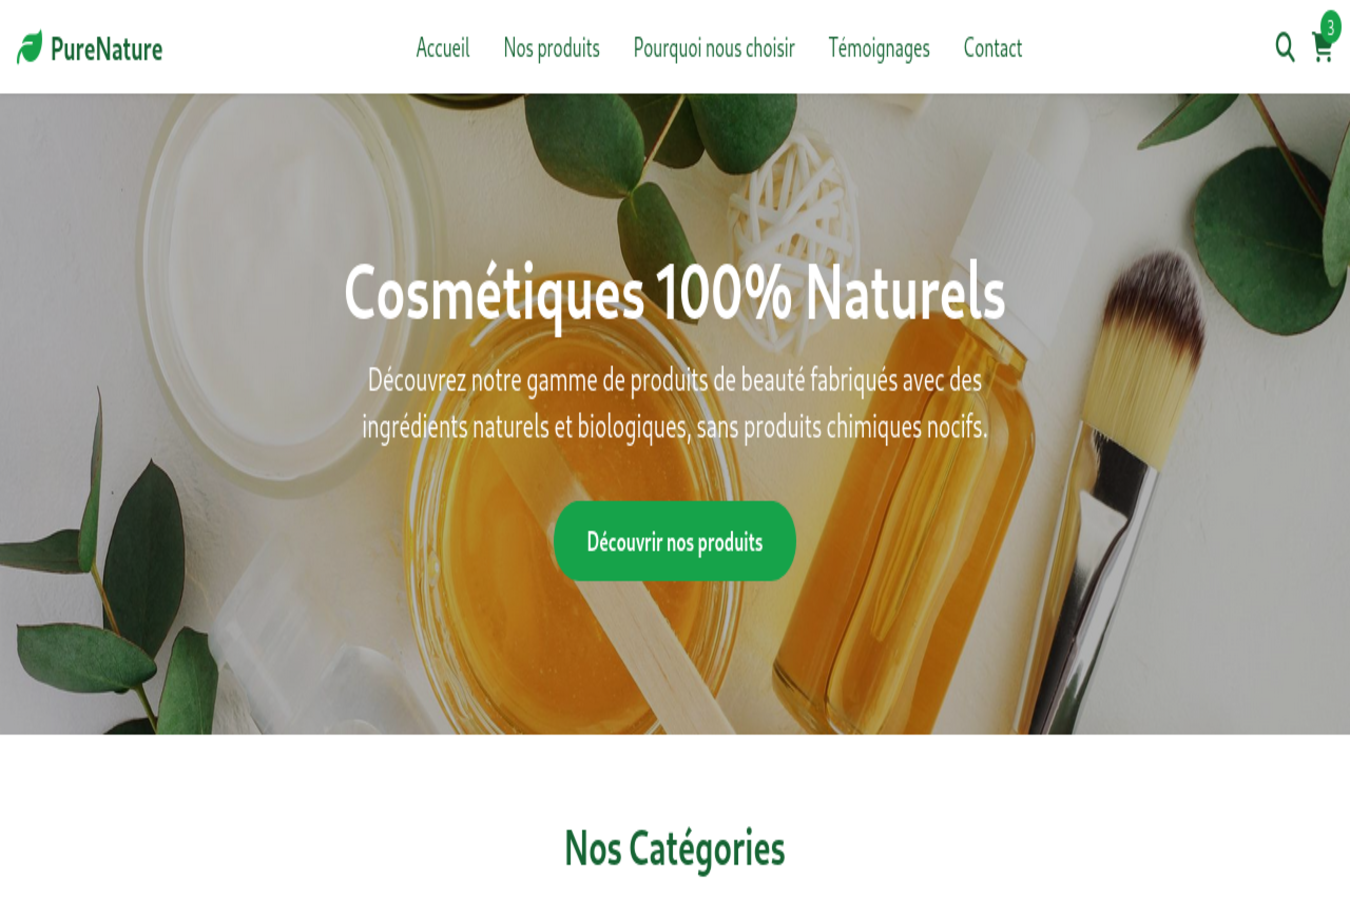 PureNature
Accueil
Nos produits
Pourquoi nous choisir
Témoignages
Contact
3
Cosmétiques 100% Naturels
Découvrez notre gamme de produits de beauté fabriqués avec des
ingrédients naturels et biologiques, sans produits chimiques nocifs.
Découvrir nos produits
Nos Catégories